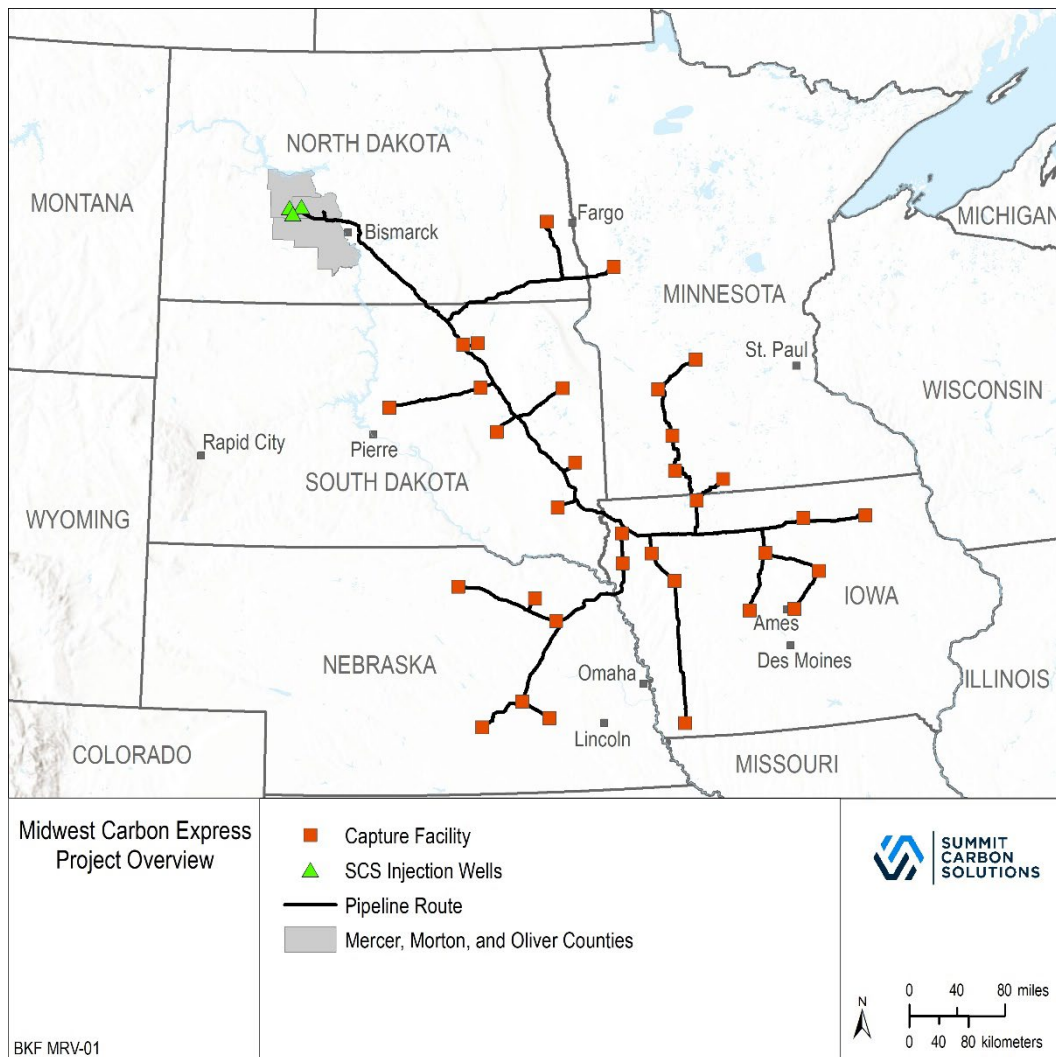 NORTH DAKOTA
MONTANA
Fargo
Bismarck
MICHIGAN
MINNESOTA
St. Paul
WISCONSIN
Rapid City
Pierre
SOUTH DAKOTA
WYOMING
IOWA
Ames
Des Moines
NEBRASKA
Omaha
ILLINOIS
Lincoln
COLORADO
MISSOURI
Midwest Carbon Express
Project Overview
BKF MRV-01
Capture Facility
SCS Injection Wells
Pipeline Route
Mercer, Morton, and Oliver Counties
SUMMIT
CARBON
SOLUTIONS
N
0 40 80 miles
0 40 80 kilometers